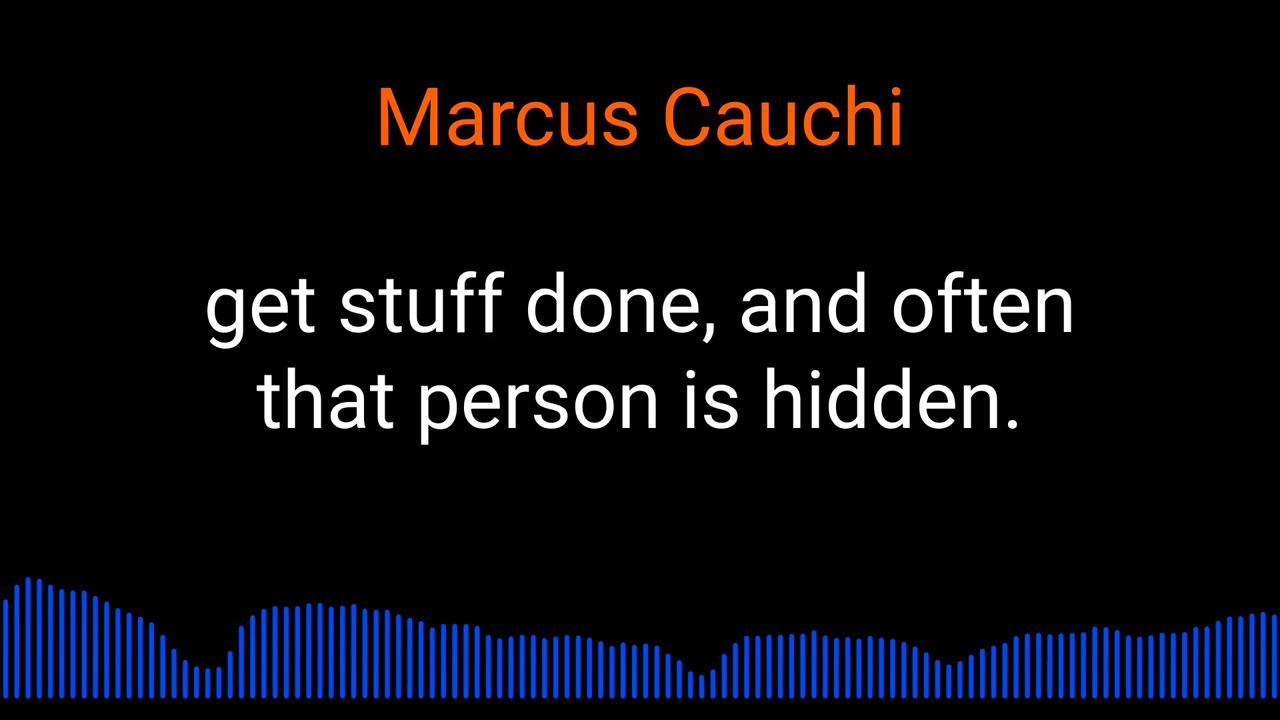 Marcus Cauchi
get stuff done, and often
that person is hidden.